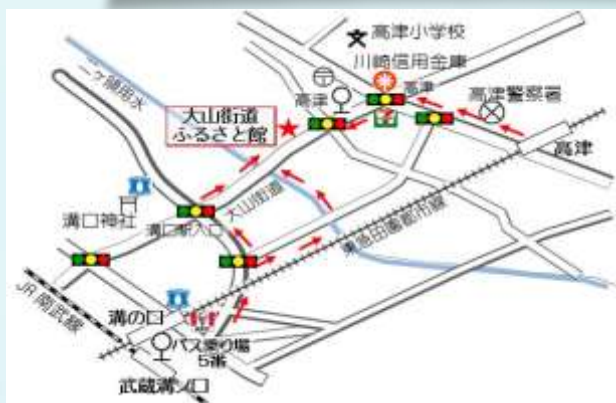 高津小学校
川崎信用金庫
二ヶ領用水
高津
高津
高津警察署
大山街道
ふるさと館
高津
大山街道
溝口神社
溝口駅入口
東急田園都市線
JR南武線
溝の口
バス乗り場
5番
武蔵溝ノ口